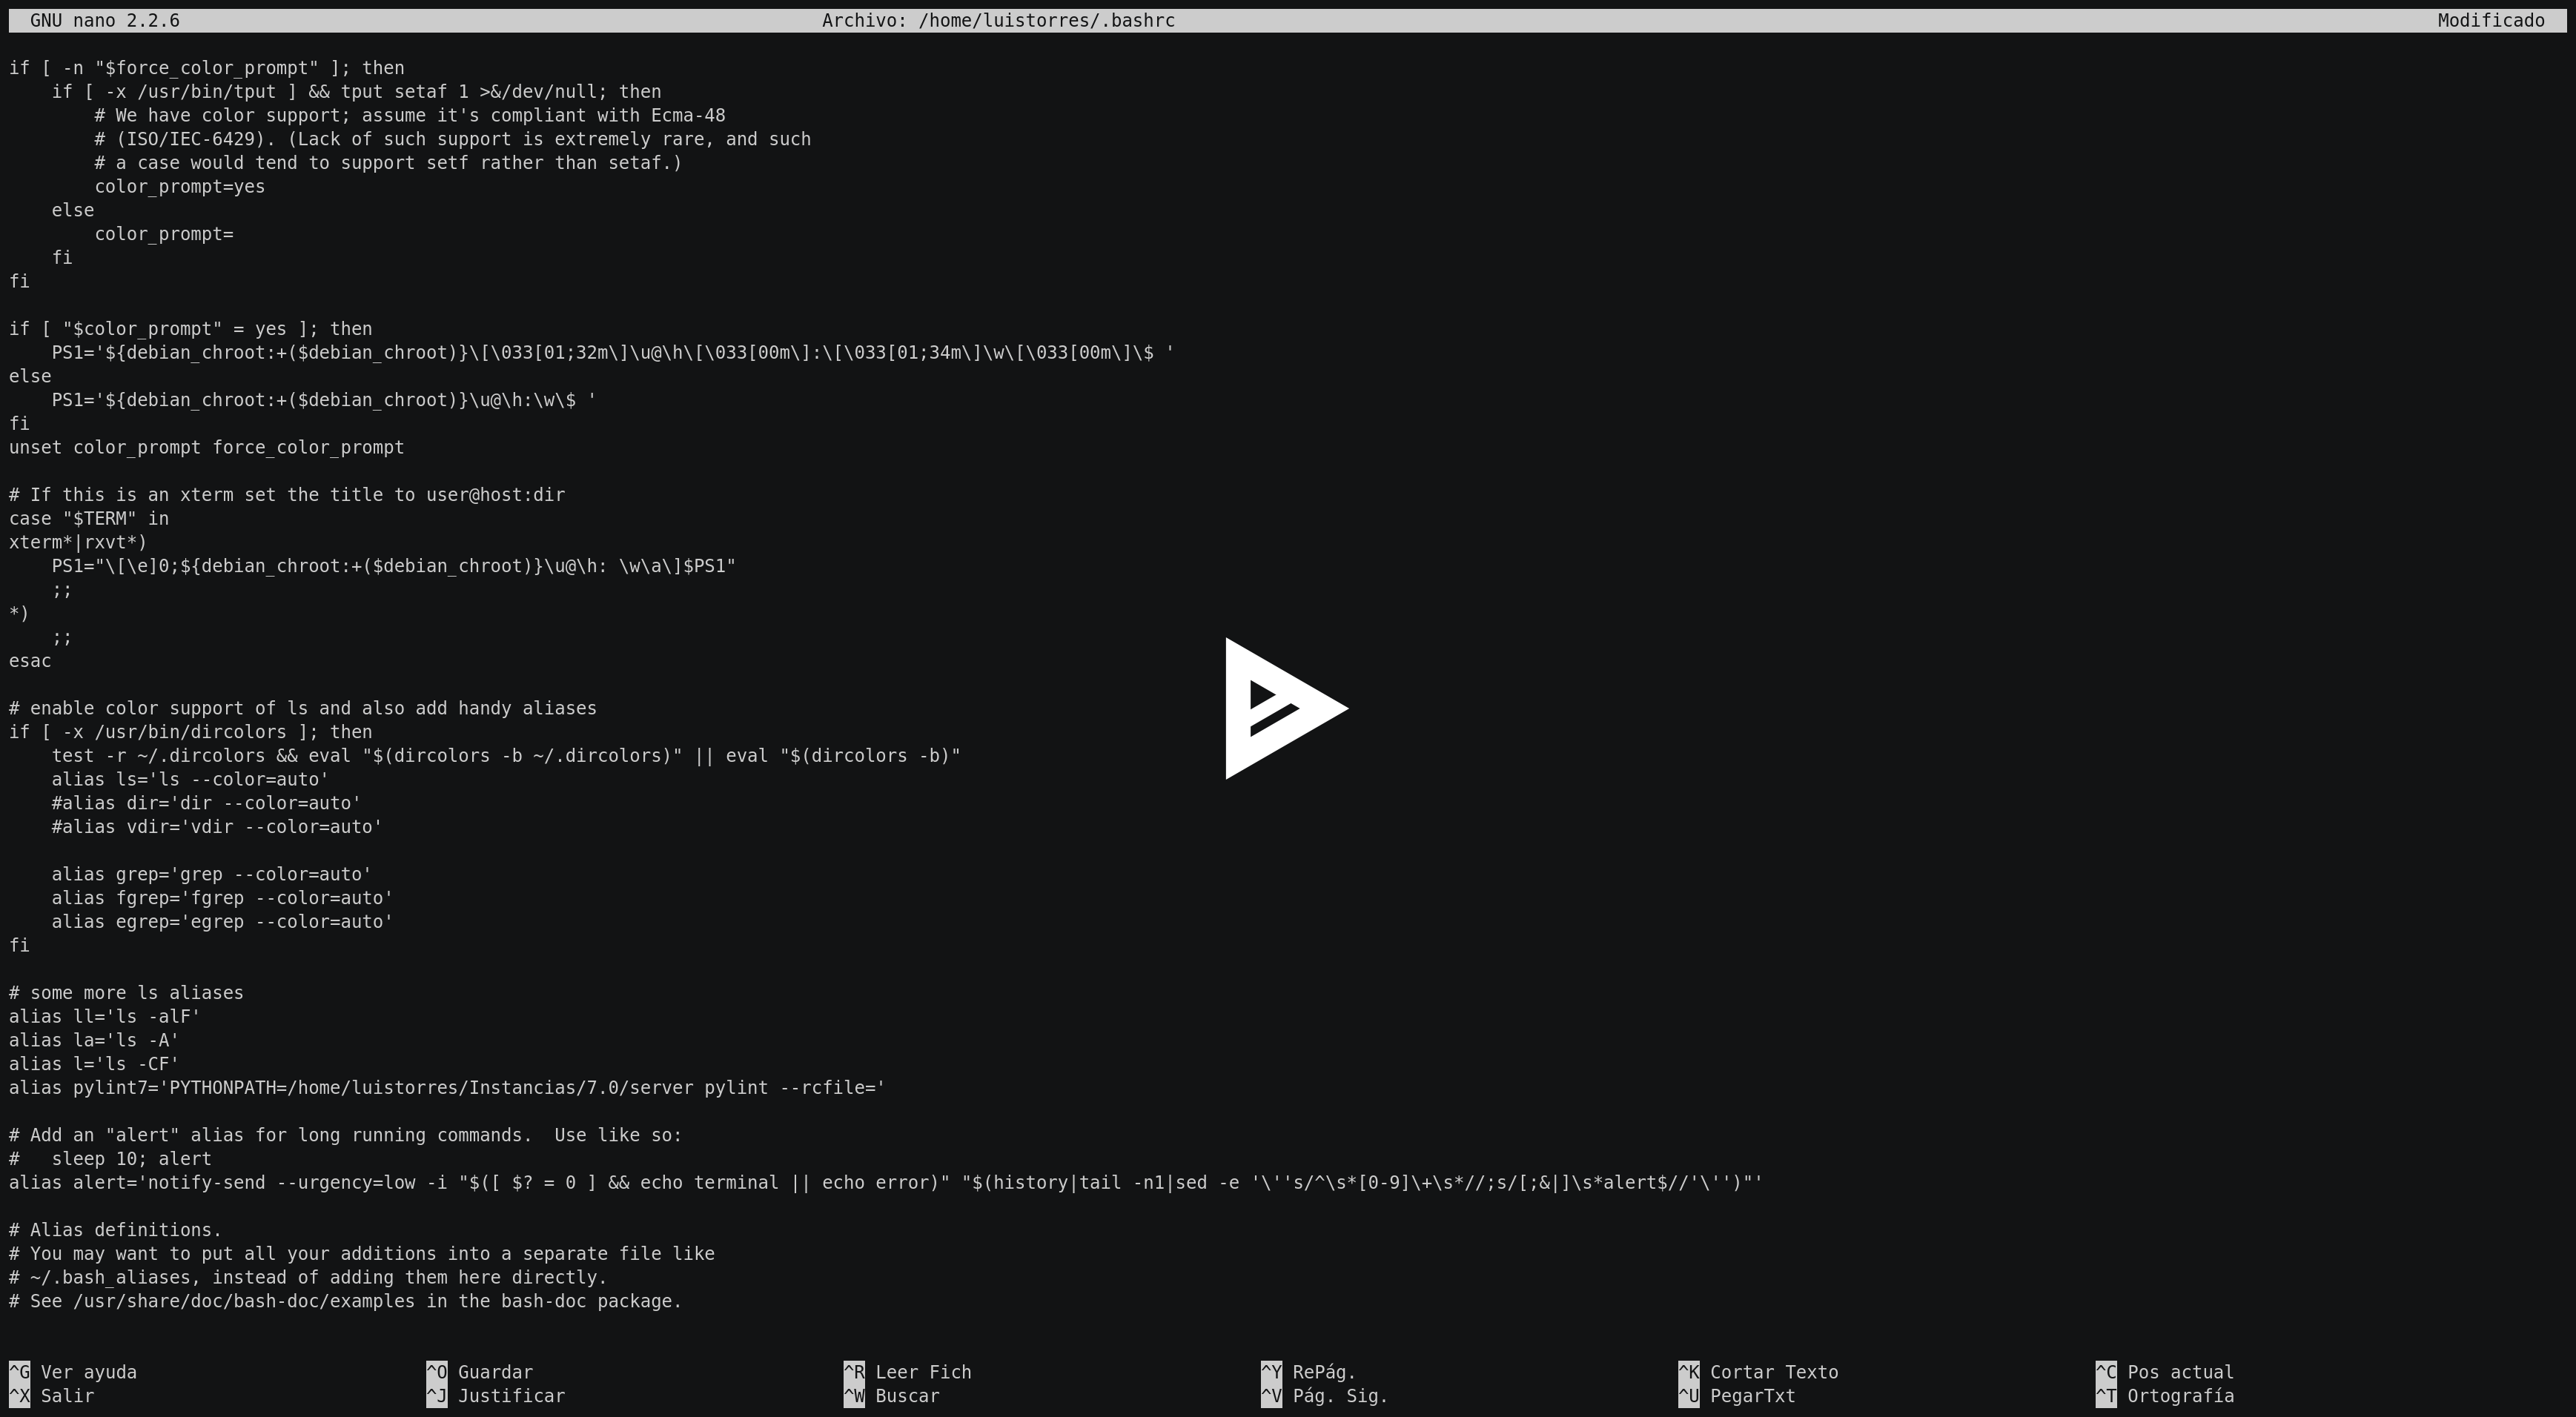 GNU nano 2.2.6 Archivo: /home/luistorres/.bashrc Modificado
if [ -n "$force_color_prompt" ]; then
    if [ -x /usr/bin/tput ] && tput setaf 1 >&/dev/null; then
        # We have color support; assume it's compliant with Ecma-48
        # (ISO/IEC-6429). (Lack of such support is extremely rare, and such
        # a case would tend to support setf rather than setaf.)
        color_prompt=yes
    else
        color_prompt=
    fi
fi

if [ "$color_prompt" = yes ]; then
    PS1='${debian_chroot:+($debian_chroot)}\[\033[01;32m\]\u@\h\[\033[00m\]:\[\033[01;34m\]\w\[\033[00m\]\$ '
else
    PS1='${debian_chroot:+($debian_chroot)}\u@\h:\w\$ '
fi
unset color_prompt force_color_prompt

# If this is an xterm set the title to user@host:dir
case "$TERM" in
xterm*|rxvt*)
    PS1="\[\e]0;${debian_chroot:+($debian_chroot)}\u@\h: \w\a\]$PS1"
    ;;
*)
    ;;
esac

# enable color support of ls and also add handy aliases
if [ -x /usr/bin/dircolors ]; then
    test -r ~/.dircolors && eval "$(dircolors -b ~/.dircolors)" || eval "$(dircolors -b)"
    alias ls='ls --color=auto'
    #alias dir='dir --color=auto'
    #alias vdir='vdir --color=auto'

    alias grep='grep --color=auto'
    alias fgrep='fgrep --color=auto'
    alias egrep='egrep --color=auto'
fi

# some more ls aliases
alias ll='ls -alF'
alias la='ls -A'
alias l='ls -CF'
alias pylint7='PYTHONPATH=/home/luistorres/Instancias/7.0/server pylint --rcfile='

# Add an "alert" alias for long running commands.  Use like so:
#   sleep 10; alert
alias alert='notify-send --urgency=low -i "$([ $? = 0 ] && echo terminal || echo error)" "$(history|tail -n1|sed -e '\''s/^\s*[0-9]\+\s*//;s/[;&|]\s*alert$//'\'')"'

# Alias definitions.
# You may want to put all your additions into a separate file like
# ~/.bash_aliases, instead of adding them here directly.
# See /usr/share/doc/bash-doc/examples in the bash-doc package.

^G Ver ayuda ^O Guardar ^R Leer Fich ^Y RePág. ^K Cortar Texto ^C Pos actual
^X Salir ^J Justificar ^W Buscar ^V Pág. Sig. ^U PegarTxt ^T Ortografía